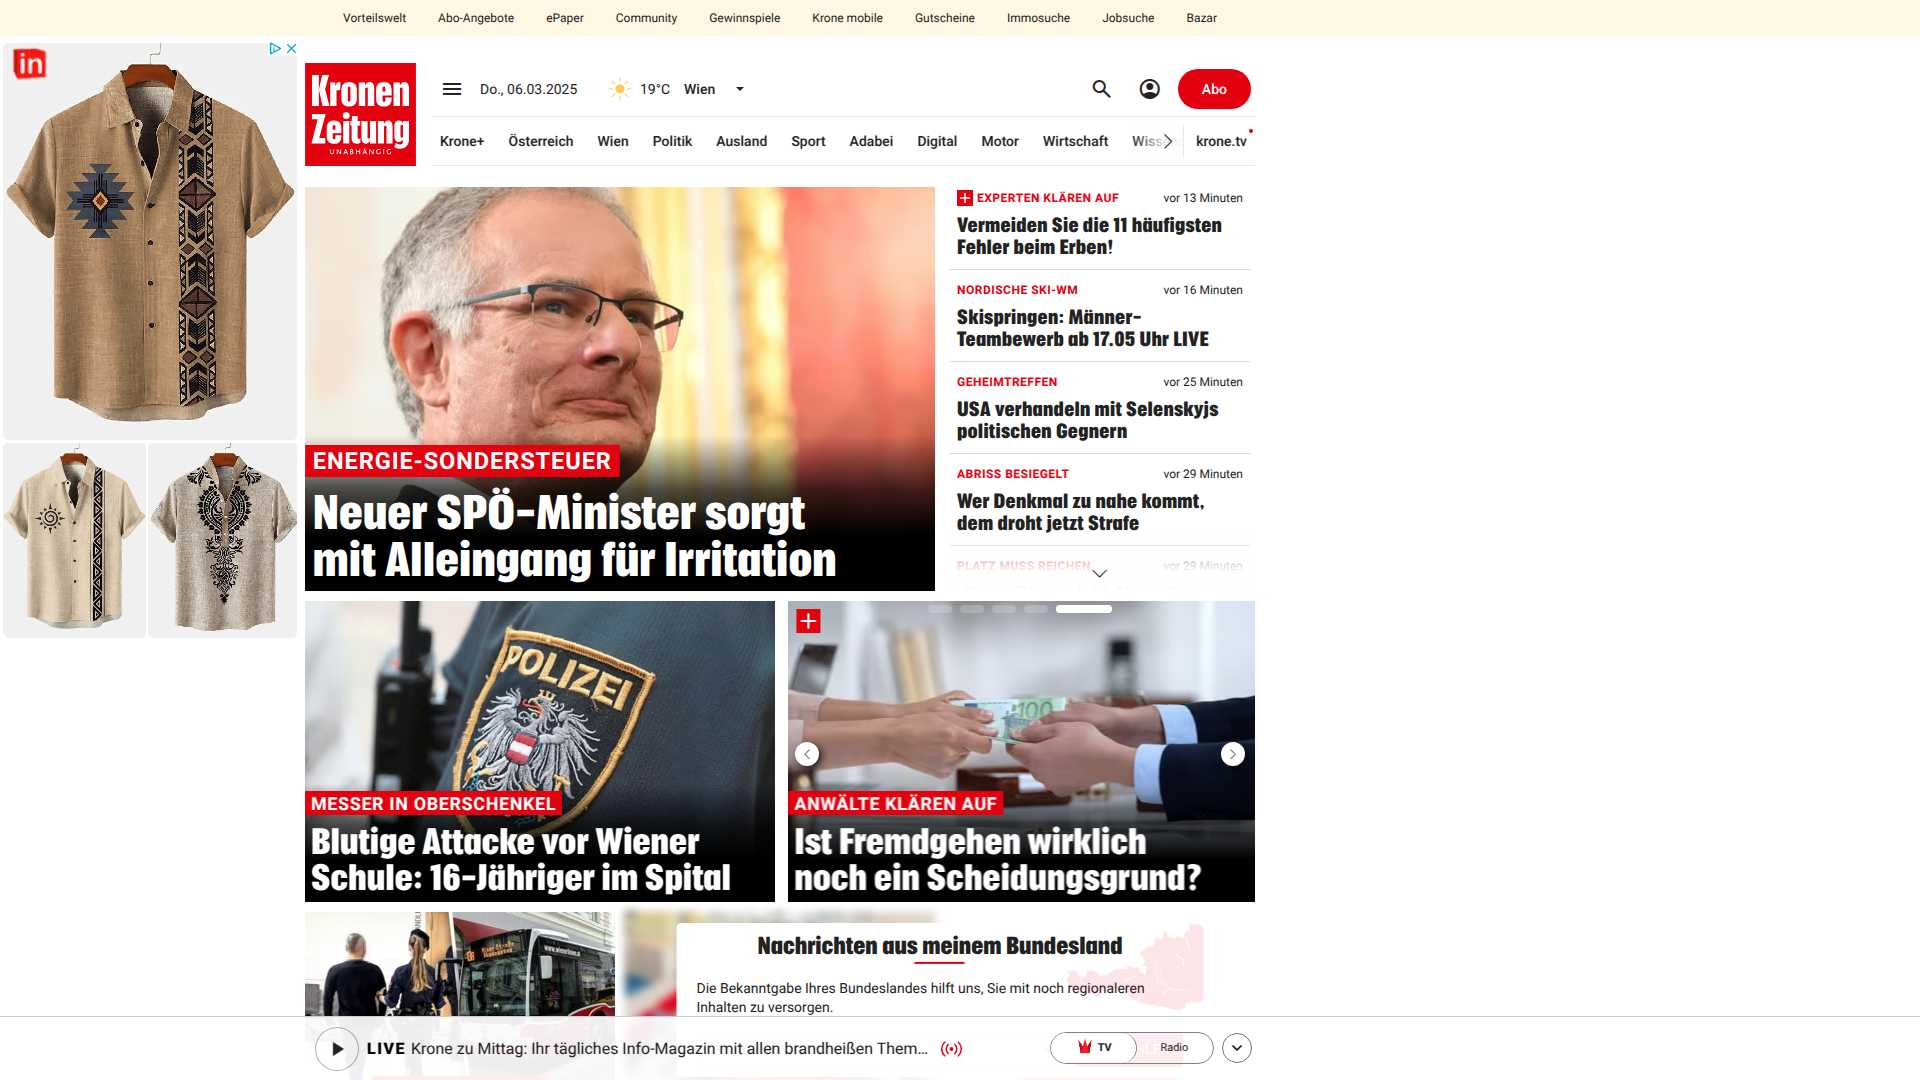 Vorteilswelt Abo-Angebote ePaper Community Gewinnspiele Krone mobile Gutscheine Immosuche Jobsuche Bazar
in
Kronen
Zeitung
UNABHÄNGIG
Do., 06.03.2025 19°C Wien
Abo
Krone+ Österreich Wien Politik Ausland Sport Adabei Digital Motor Wirtschaft krone.tv
ENERGIE-SONDERSTEUER
Neuer SPÖ-Minister sorgt
mit Alleingang für Irritation
EXPERTEN KLÄREN AUF vor 13 Minuten
Vermeiden Sie die 11 häufigsten
Fehler beim Erben!
NORDISCHE SKI-WM vor 16 Minuten
Skispringen: Männer-
Teambewerb ab 17.05 Uhr LIVE
GEHEIMTREFFEN vor 25 Minuten
USA verhandeln mit Selenskyjs
politischen Gegnern
ABRISS BESIEGELT vor 29 Minuten
Wer Denkmal zu nahe kommt,
dem droht jetzt Strafe
PLATZ MUSS REICHEN vor 29 Minuten
POLIZEI
MESSER IN OBERSCHENKEL
Blutige Attacke vor Wiener
Schule: 16-Jähriger im Spital
100
ANWÄLTE KLÄREN AUF
Ist Fremdgehen wirklich
noch ein Scheidungsgrund?
Nachrichten aus meinem Bundesland
Die Bekanntgabe Ihres Bundeslandes hilft uns, Sie mit noch regionaleren
Inhalten zu versorgen.
LIVE Krone zu Mittag: Ihr tägliches Info-Magazin mit allen brandheißen Them...
TV Radio